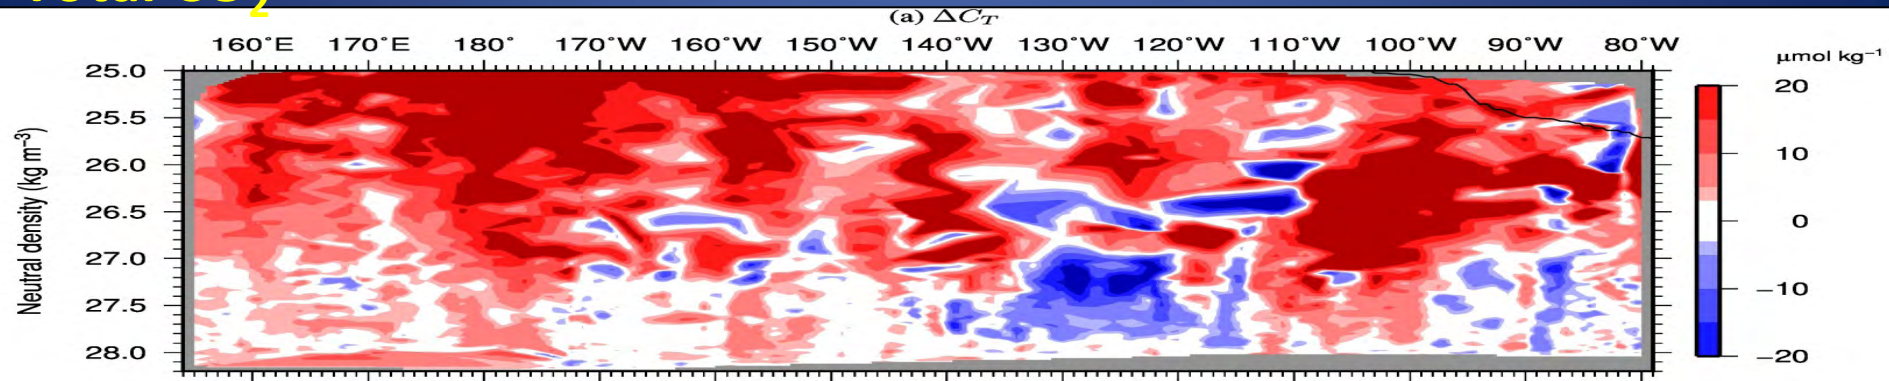 Total CO₂
(a) ΔC_T
160°E 170°E 180° 170°W 160°W 150°W 140°W 130°W 120°W 110°W 100°W 90°W 80°W
μmol kg⁻¹
Neutral density (kg m⁻³)
25.0
25.5
26.0
26.5
27.0
27.5
28.0
20
10
0
−10
−20